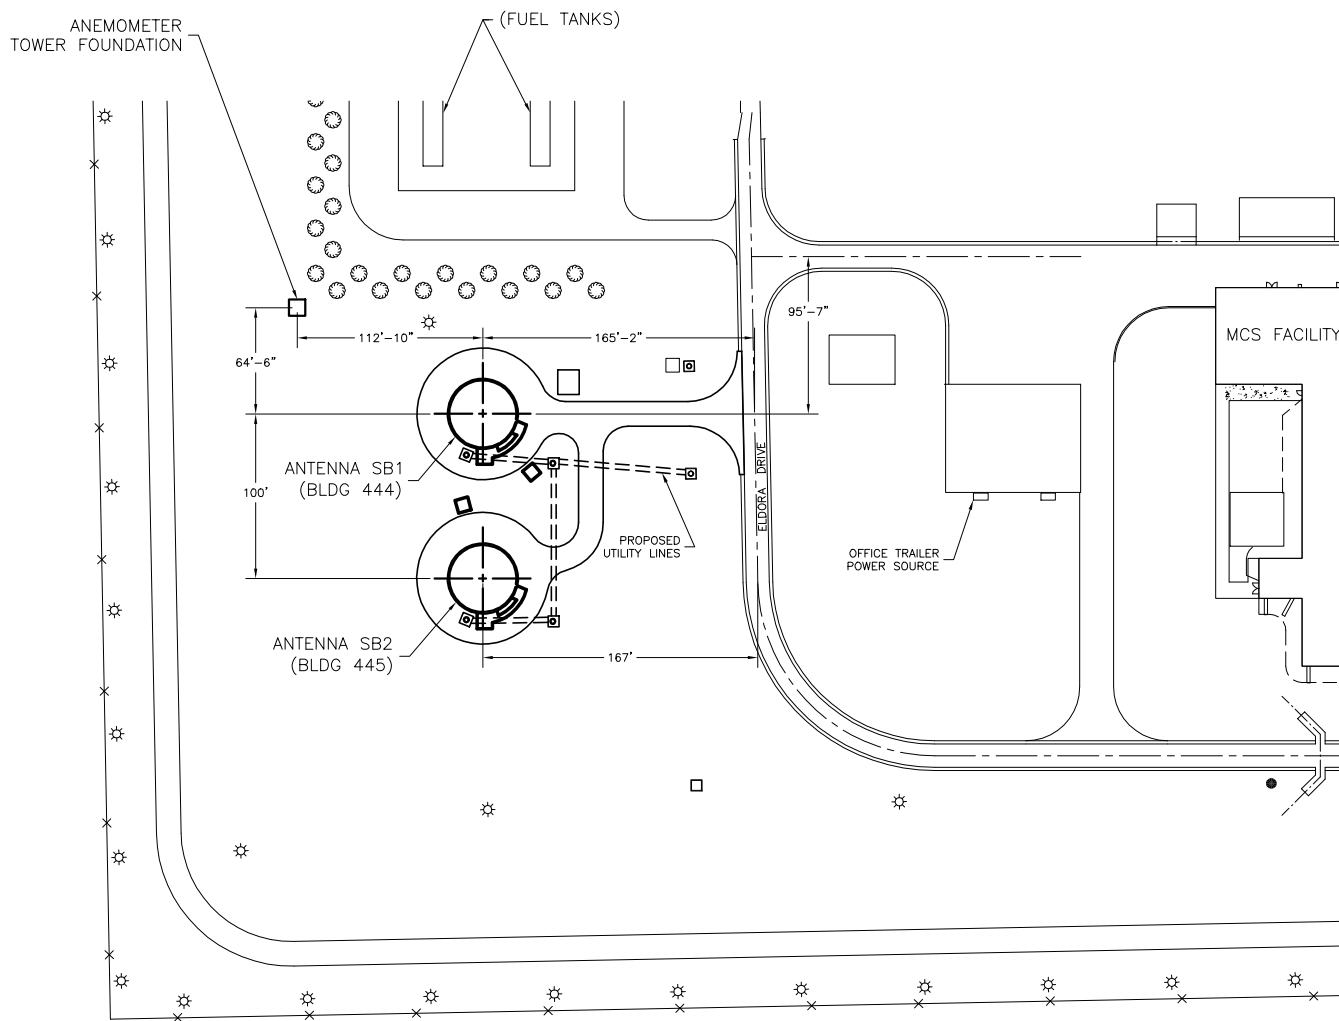 ANEMOMETER
TOWER FOUNDATION
(FUEL TANKS)
95'-7"
112'-10"
165'-2"
64'-6"
MCS FACILITY
ANTENNA SB1
(BLDG 444)
100'
ELDORA DRIVE
PROPOSED
UTILITY LINES
OFFICE TRAILER
POWER SOURCE
ANTENNA SB2
(BLDG 445)
167'